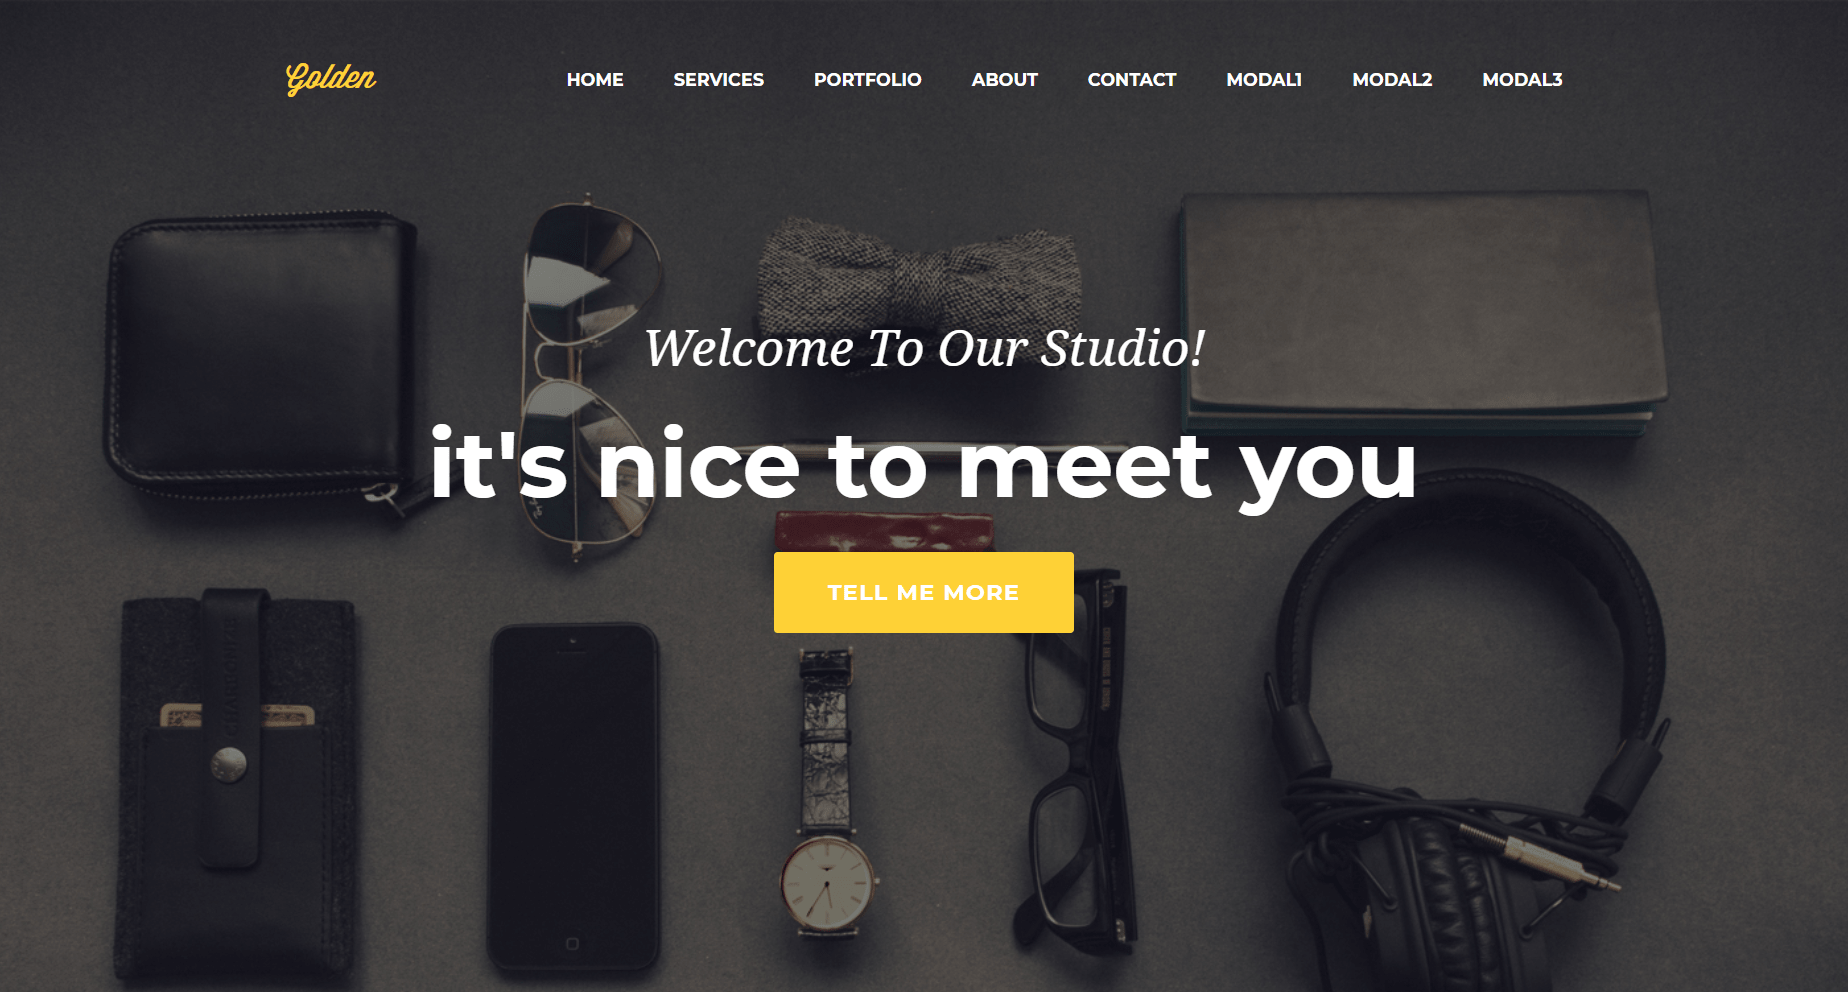 Golden
HOME SERVICES PORTFOLIO ABOUT CONTACT MODAL1 MODAL2 MODAL3
Welcome To Our Studio!
it's nice to meet you
TELL ME MORE